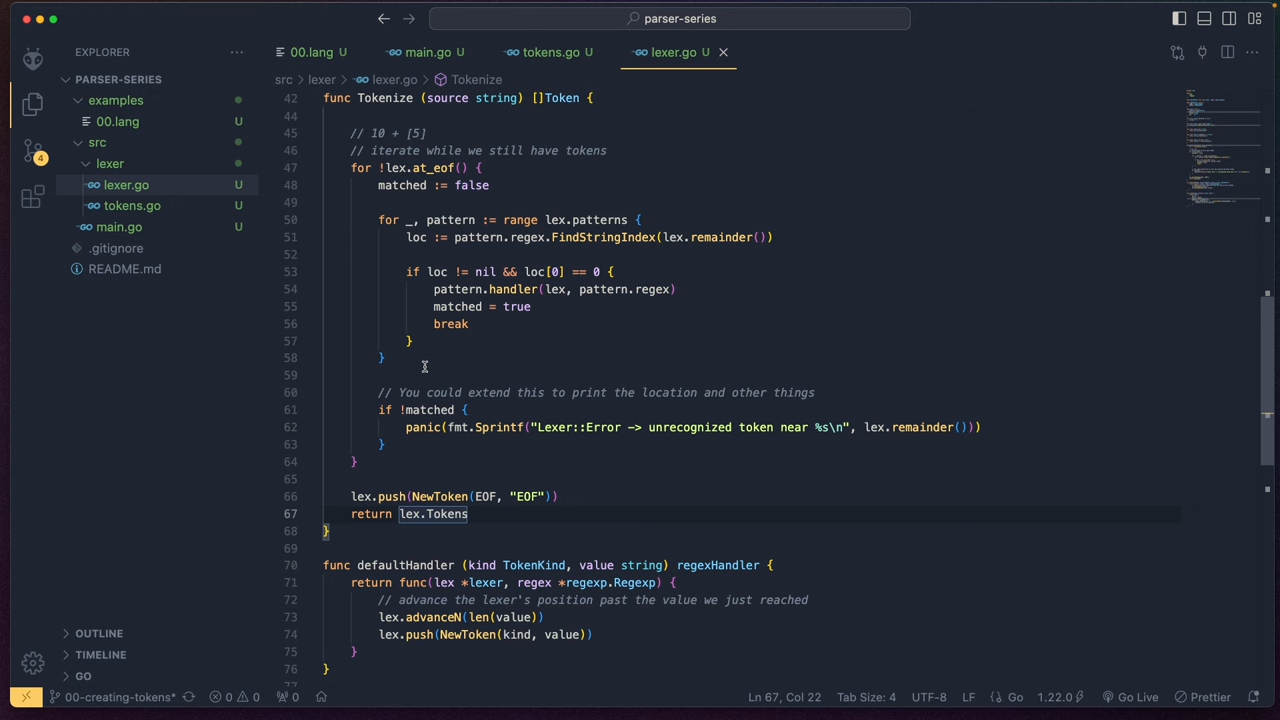 parser-series
00.lang U
main.go U
tokens.go U
lexer.go U
EXPLORER
src > lexer > lexer.go > Tokenize
PARSER-SERIES
examples
00.lang U
src
lexer
lexer.go U
tokens.go U
main.go U
.gitignore
README.md
OUTLINE
TIMELINE
GO
4
42 func Tokenize (source string) []Token {
44
45 // 10 + [5]
46 // iterate while we still have tokens
47 for !lex.at_eof() {
48 matched := false
49
50 for _, pattern := range lex.patterns {
51 loc := pattern.regex.FindStringIndex(lex.remainder())
52
53 if loc != nil && loc[0] == 0 {
54 pattern.handler(lex, pattern.regex)
55 matched = true
56 break
57 }
58 }
59
60 // You could extend this to print the location and other things
61 if !matched {
62 panic(fmt.Sprintf("Lexer::Error -> unrecognized token near %s\n", lex.remainder()))
63 }
64 }
65
66 lex.push(NewToken(EOF, "EOF"))
67 return lex.Tokens
68 }
69
70 func defaultHandler (kind TokenKind, value string) regexHandler {
71 return func(lex *lexer, regex *regexp.Regexp) {
72 // advance the lexer's position past the value we just reached
73 lex.advanceN(len(value))
74 lex.push(NewToken(kind, value))
75 }
76 }
00-creating-tokens* 0 0 0 Ln 67, Col 22 Tab Size: 4 UTF-8 LF Go 1.22.0 Go Live Prettier